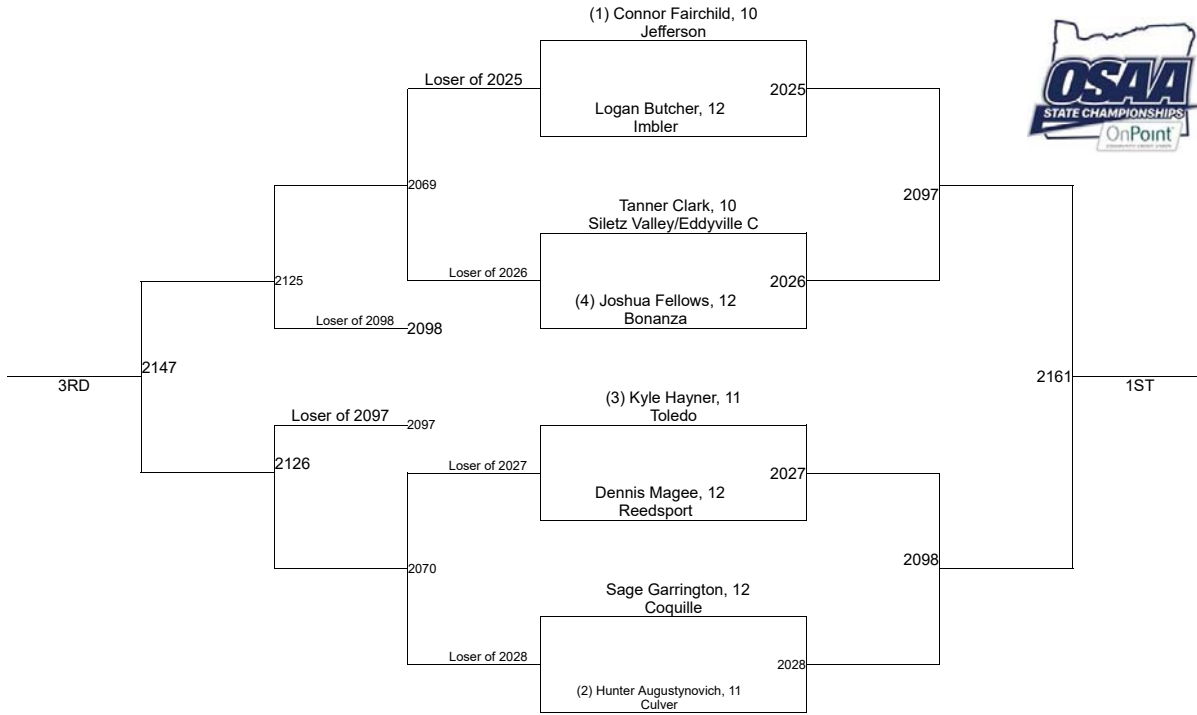 (1) Connor Fairchild, 10
Jefferson
Loser of 2025
2025
Logan Butcher, 12
Imbler
OSAA
STATE CHAMPIONSHIPS
OnPoint
COMMUNITY CREDIT UNION
2069
2097
Tanner Clark, 10
Siletz Valley/Eddyville C
Loser of 2026
2026
2125
(4) Joshua Fellows, 12
Bonanza
Loser of 2098
2098
2147
3RD
2161
1ST
(3) Kyle Hayner, 11
Toledo
Loser of 2097
2097
2126
Loser of 2027
2027
Dennis Magee, 12
Reedsport
2070
2098
Sage Garrington, 12
Coquille
Loser of 2028
2028
(2) Hunter Augustynovich, 11
Culver